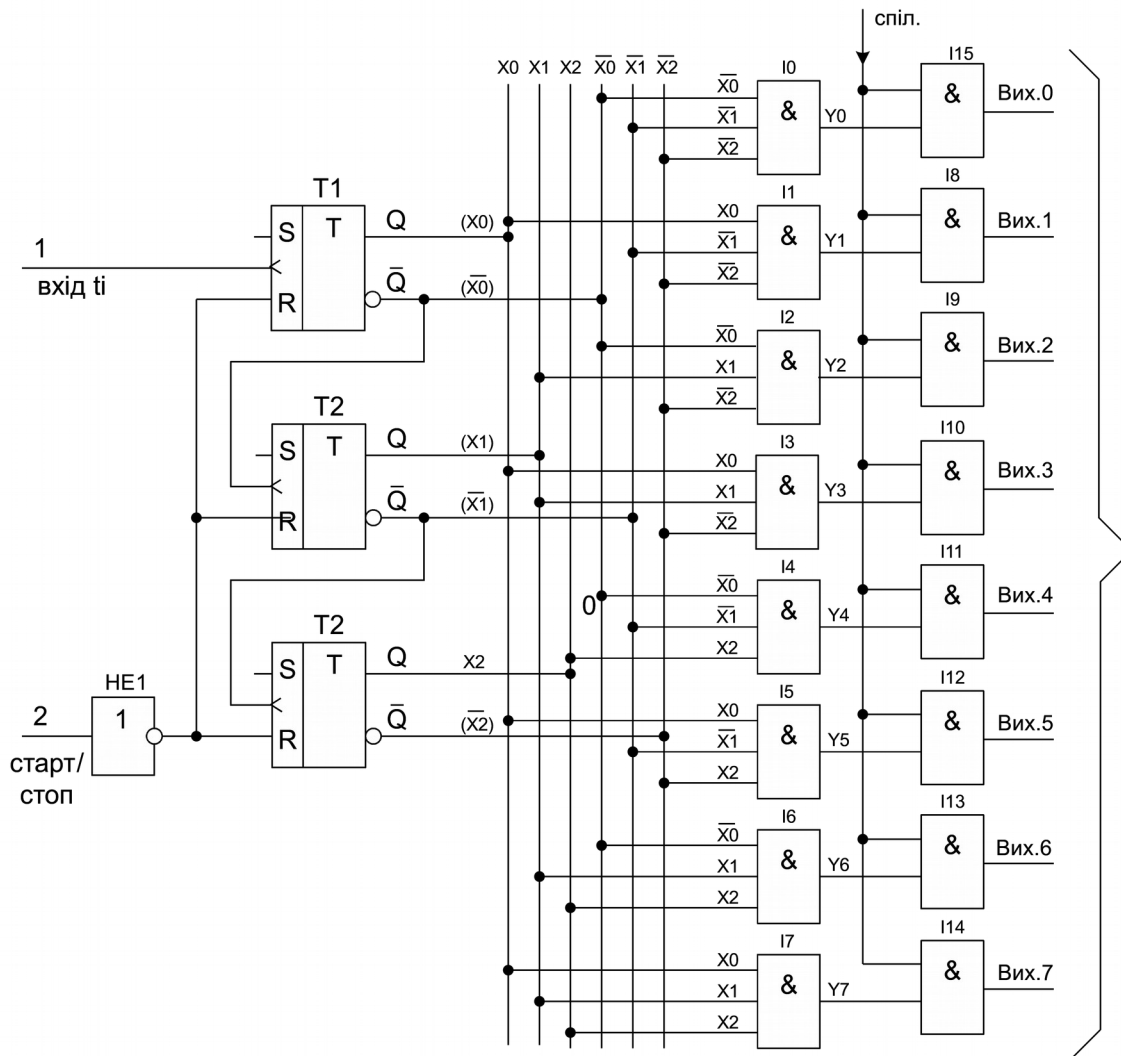 спіл.
X0 X1 X2 X̅0̅ X̅1̅ X̅2̅
I0
X̅0̅
X̅1̅
X̅2̅
&
Y0
I15
&
Вих.0
T1
S
T
R
Q
(X0)
Q̅
(X̅0̅)
1
вхід ti
I1
X0
X̅1̅
X̅2̅
&
Y1
I8
&
Вих.1
I2
X̅0̅
X1
X̅2̅
&
Y2
I9
&
Вих.2
T2
S
T
R
Q
(X1)
Q̅
(X̅1̅)
I3
X0
X1
X̅2̅
&
Y3
I10
&
Вих.3
0
I4
X̅0̅
X̅1̅
X2
&
Y4
I11
&
Вих.4
T2
S
T
R
Q
X2
Q̅
(X̅2̅)
НЕ1
1
2
старт/
стоп
I5
X0
X̅1̅
X2
&
Y5
I12
&
Вих.5
I6
X̅0̅
X1
X2
&
Y6
I13
&
Вих.6
I7
X0
X1
X2
&
Y7
I14
&
Вих.7